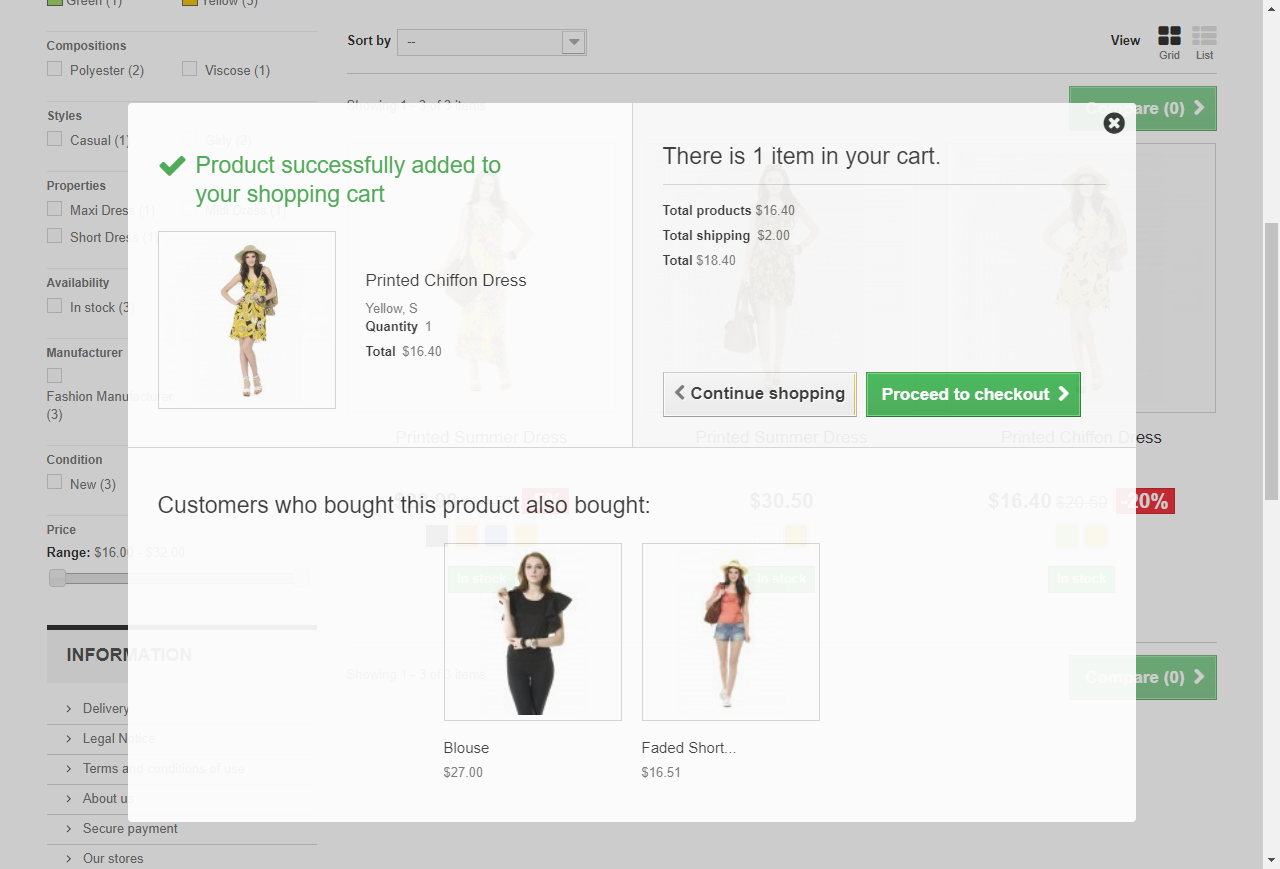 Green (1) Yellow (3)
Compositions
Polyester (2) Viscose (1)
Styles
Casual (1) Girly (2)
Properties
Maxi Dress (1) Midi Dress (1)
Short Dress (1)
Availability
In stock (3
Manufacturer
Fashion Manufacturer
(3)
Condition
New (3)
Price
Range: $16.00 - $32.00
INFORMATION
Delivery
Legal Notice
Terms and conditions of use
About us
Secure payment
Our stores
Sort by --
View
Grid List
Showing 1 - 3 of 3 items
Compare (0)
Product successfully added to
your shopping cart
Printed Chiffon Dress
Yellow, S
Quantity 1
Total $16.40
There is 1 item in your cart.
Total products $16.40
Total shipping $2.00
Total $18.40
Continue shopping
Proceed to checkout
Printed Summer Dress Printed Summer Dress Printed Chiffon Dress
$30.50 $16.40 $20.50 -20%
Customers who bought this product also bought:
In stock In stock In stock
Blouse
$27.00
Faded Short...
$16.51
Showing 1 - 3 of 3 items
Compare (0)